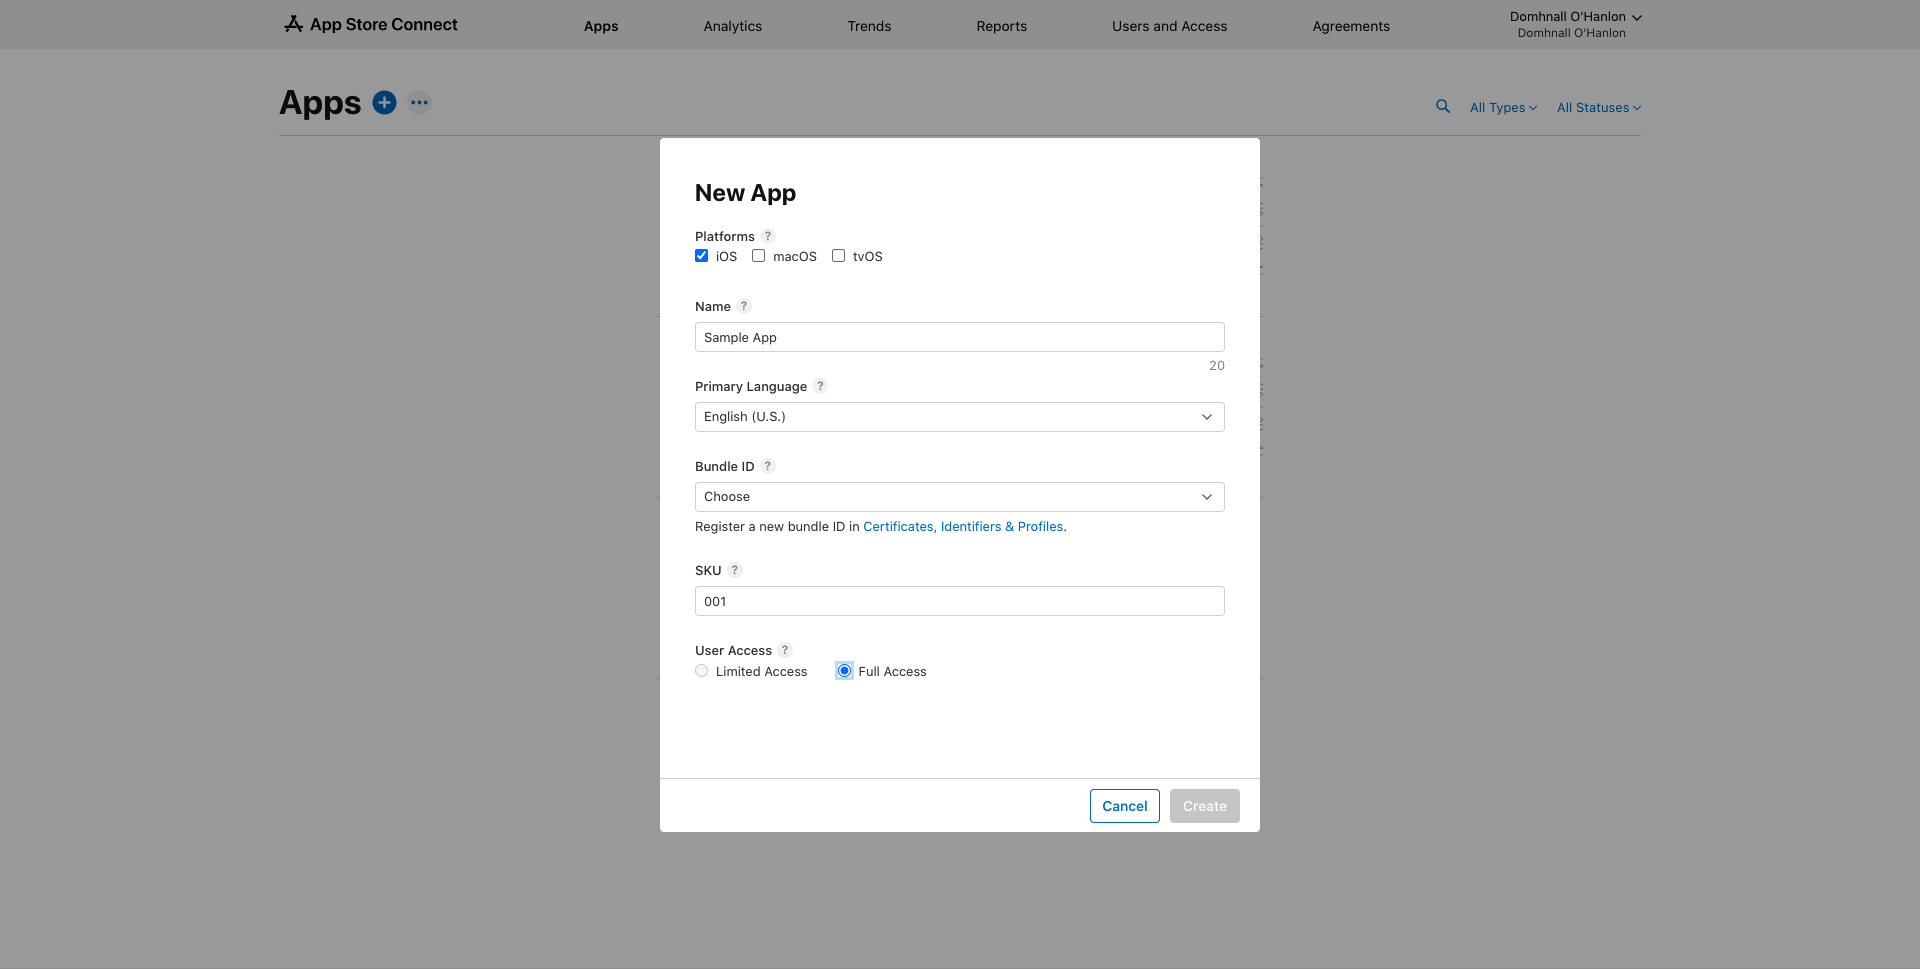 App Store Connect
Apps
Analytics
Trends
Reports
Users and Access
Agreements
Domhnall O'Hanlon
Domhnall O'Hanlon
Apps
All Types
All Statuses
New App
Platforms ?
iOS macOS tvOS
Name ?
Sample App
20
Primary Language ?
English (U.S.)
Bundle ID ?
Choose
Register a new bundle ID in Certificates, Identifiers & Profiles.
SKU ?
001
User Access ?
Limited Access Full Access
Cancel Create